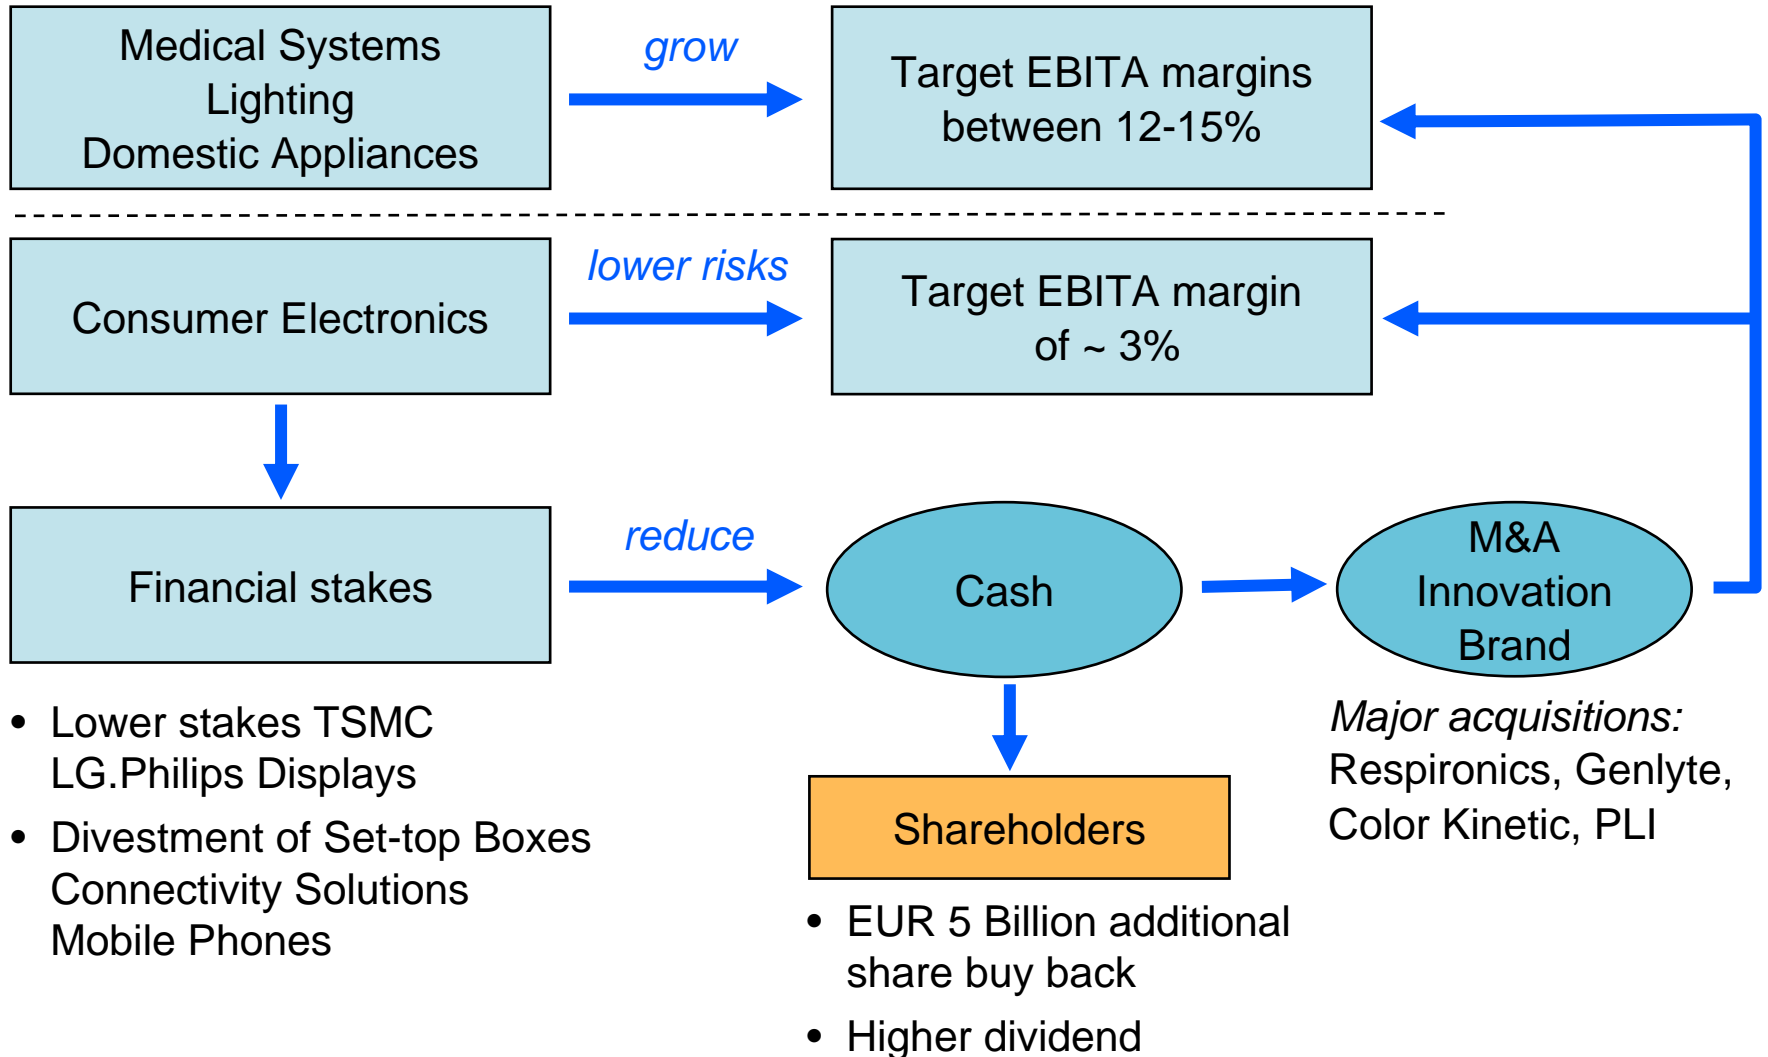 Medical Systems
Lighting
Domestic Appliances
grow
Target EBITA margins
between 12-15%
Consumer Electronics
lower risks
Target EBITA margin
of ~ 3%
Financial stakes
reduce
Cash
M&A
Innovation
Brand
• Lower stakes TSMC
LG.Philips Displays
• Divestment of Set-top Boxes
Connectivity Solutions
Mobile Phones
Shareholders
• EUR 5 Billion additional
share buy back
• Higher dividend
Major acquisitions:
Respironics, Genlyte,
Color Kinetic, PLI